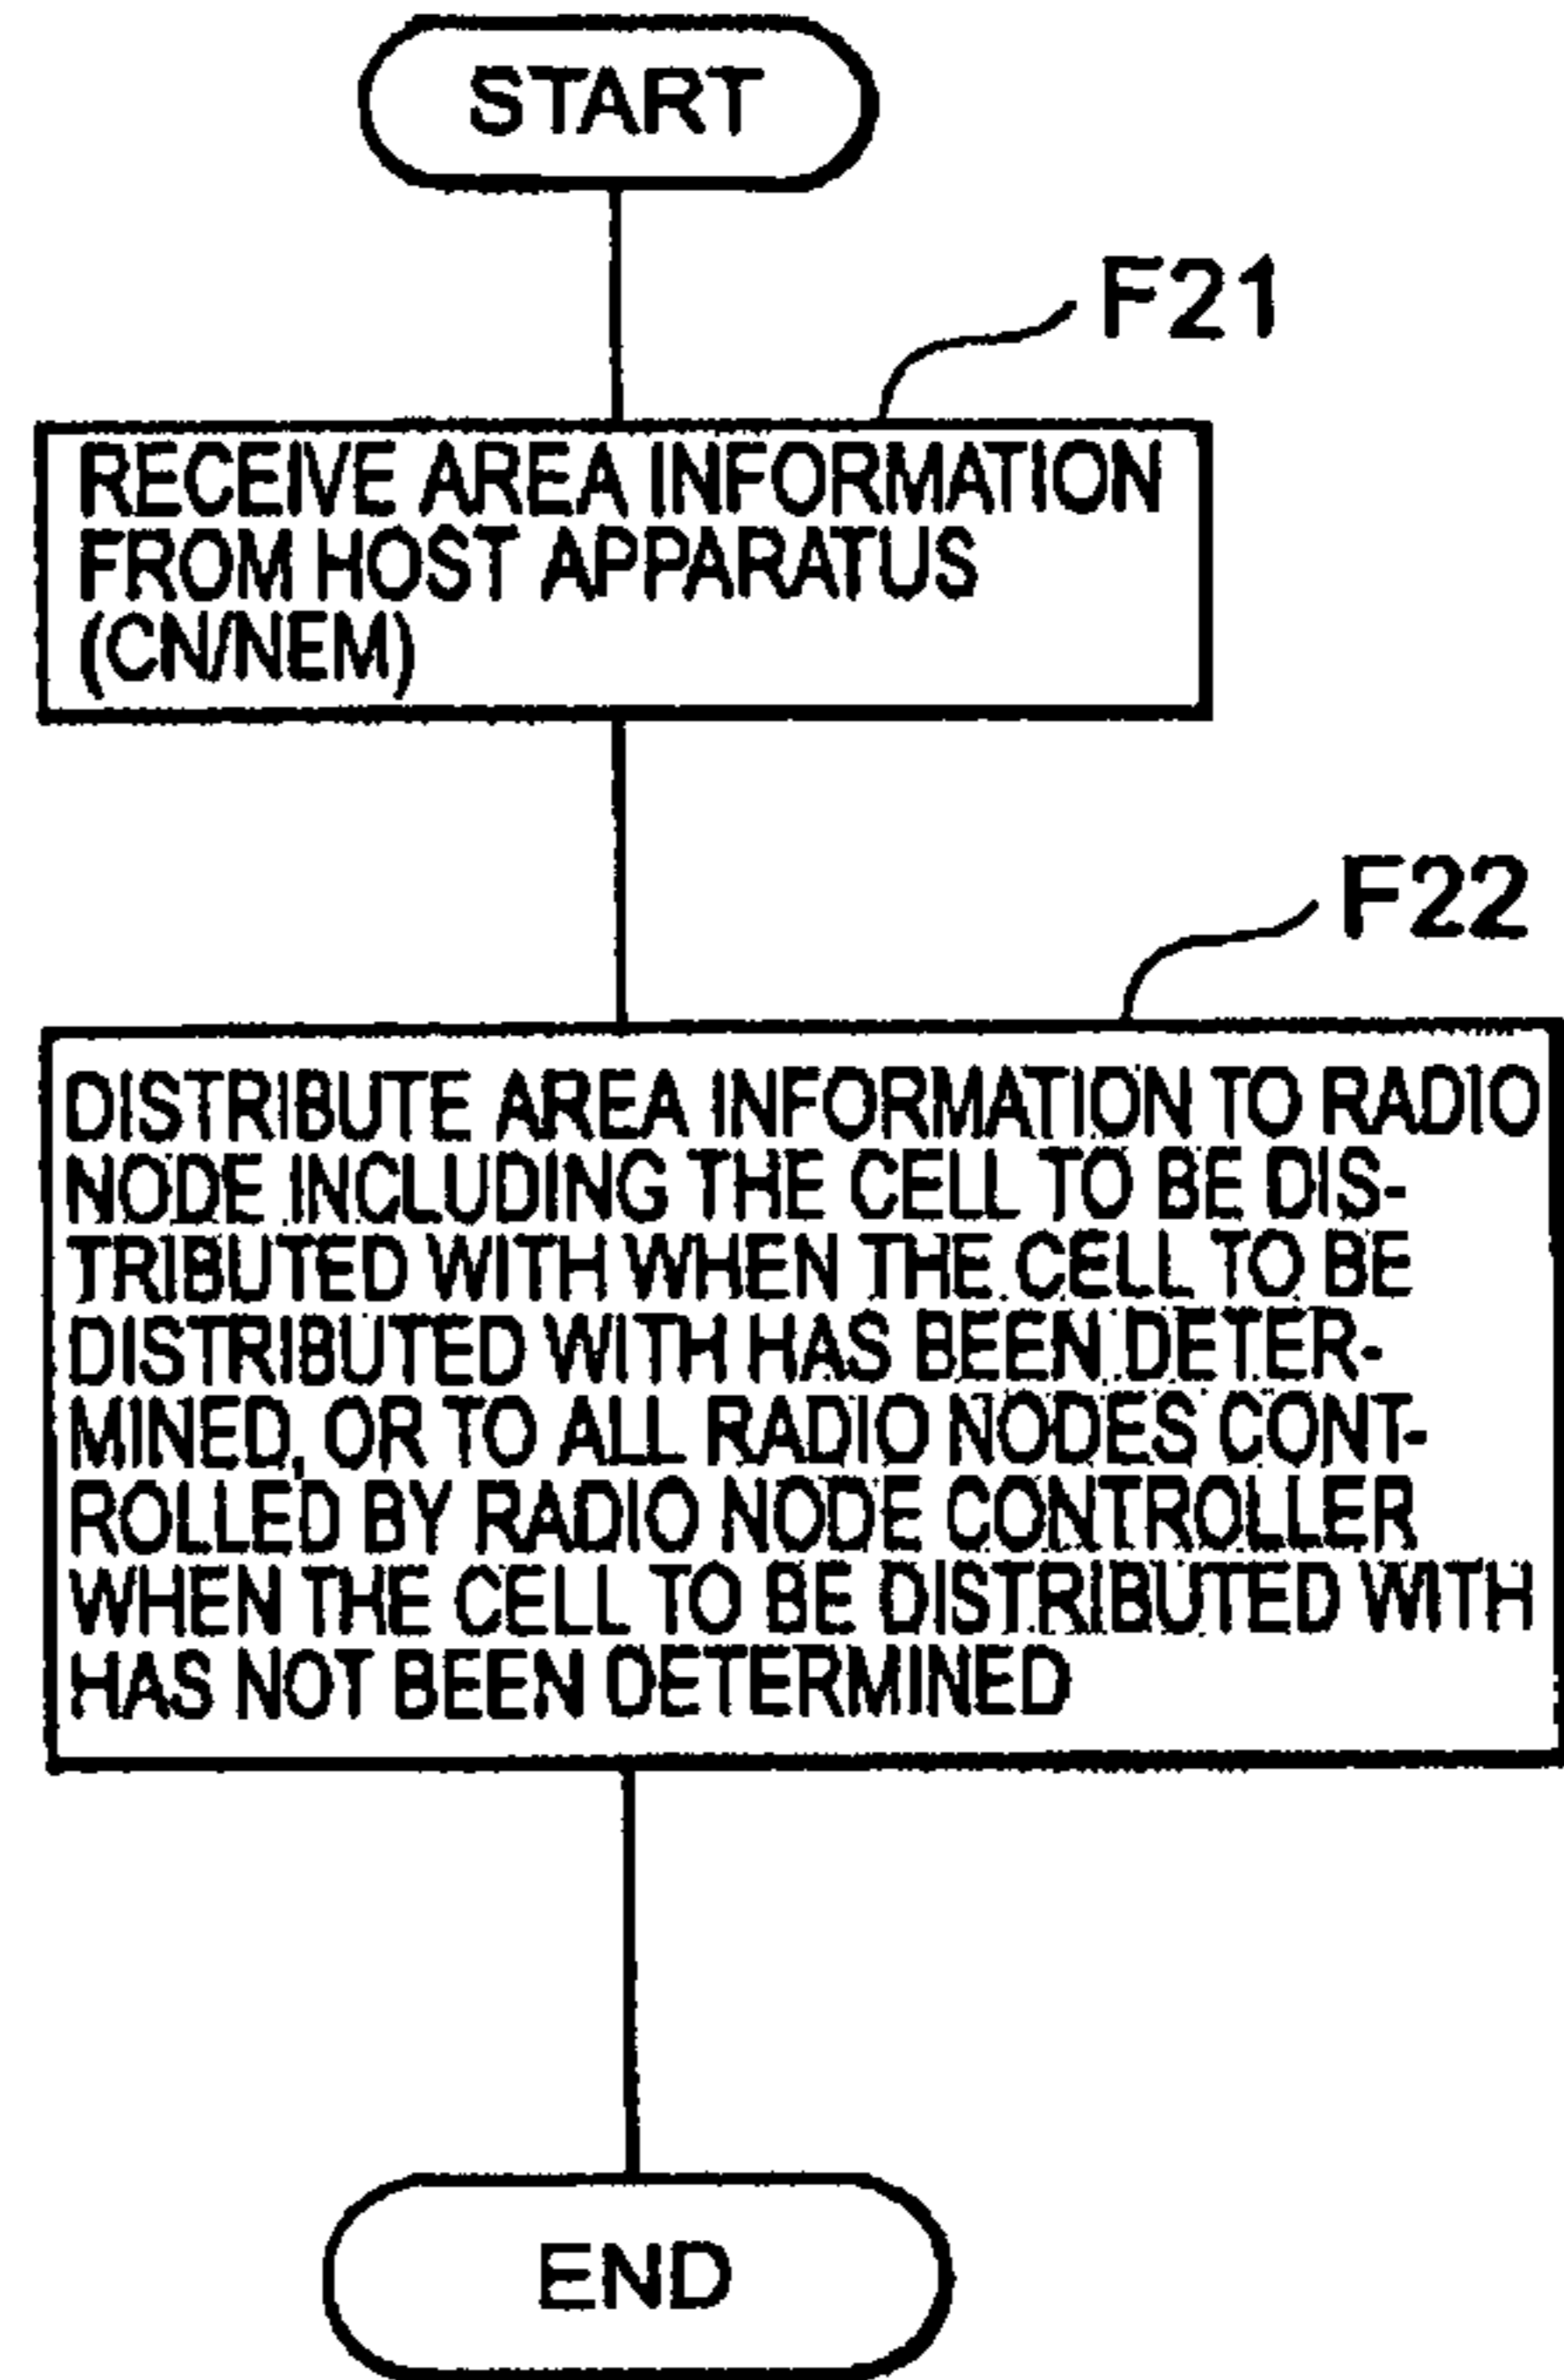 START
F21
RECEIVE AREA INFORMATION
FROM HOST APPARATUS
(CN/NEM)
F22
DISTRIBUTE AREA INFORMATION TO RADIO
NODE INCLUDING THE CELL TO BE DIS-
TRIBUTED WITH WHEN THE CELL TO BE
DISTRIBUTED WITH HAS BEEN DETER-
MINED, OR TO ALL RADIO NODES CONT-
ROLLED BY RADIO NODE CONTROLLER
WHEN THE CELL TO BE DISTRIBUTED WITH
HAS NOT BEEN DETERMINED
END